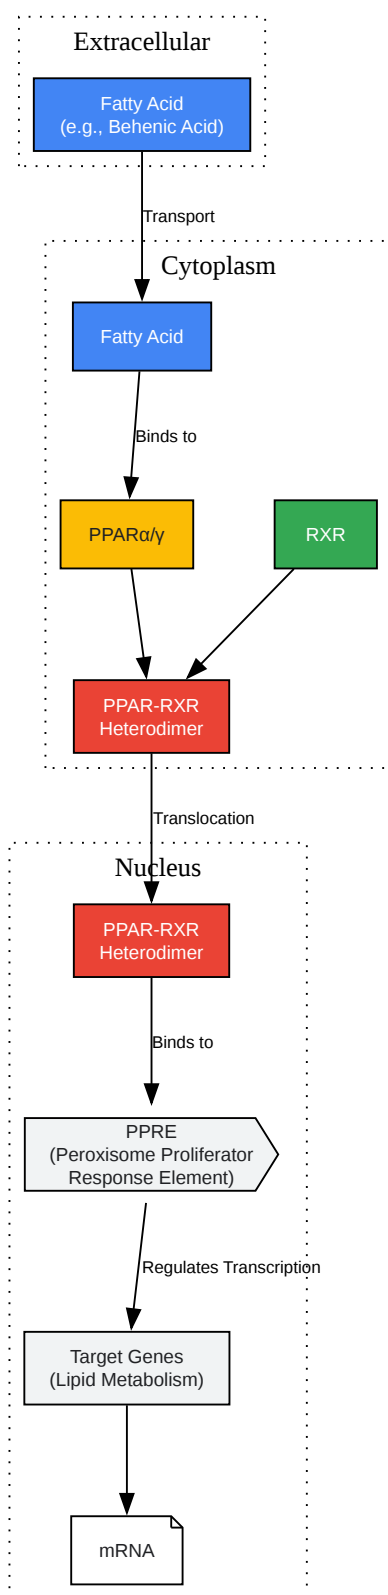 Extracellular
Fatty Acid
(e.g., Behenic Acid)
Transport
Cytoplasm
Fatty Acid
Binds to
PPARα/γ
RXR
PPAR-RXR
Heterodimer
Translocation
Nucleus
PPAR-RXR
Heterodimer
Binds to
PPRE
(Peroxisome Proliferator
Response Element)
Regulates Transcription
Target Genes
(Lipid Metabolism)
mRNA